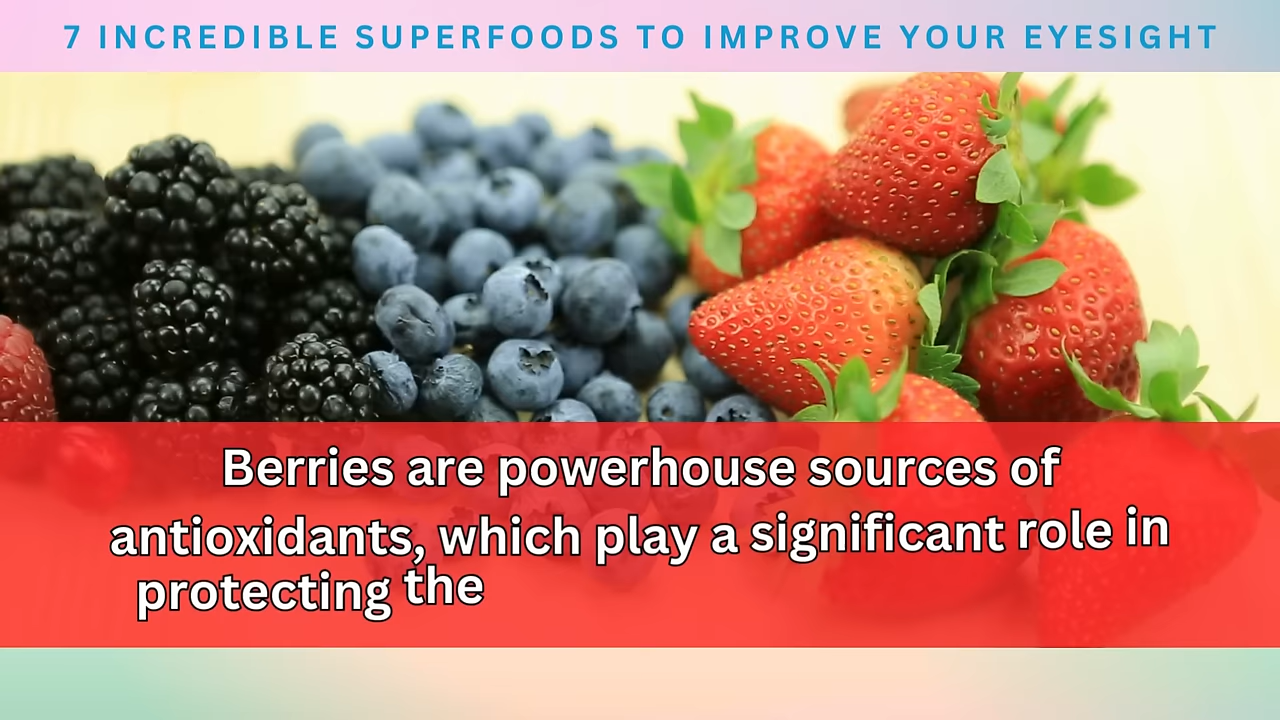 7 INCREDIBLE SUPERFOODS TO IMPROVE YOUR EYESIGHT
Berries are powerhouse sources of
antioxidants, which play a significant role in
protecting the